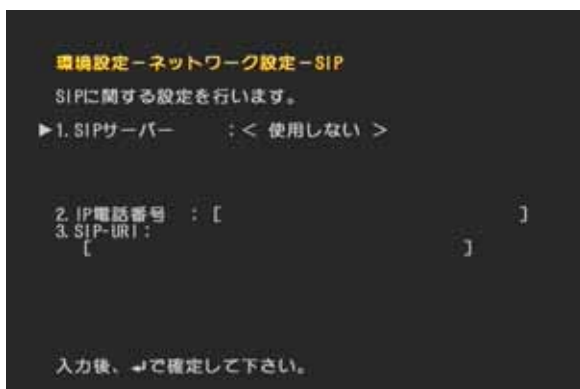 環境設定－ネットワーク設定－SIP
SIPに関する設定を行います。
▶1. SIPサーバー　：＜ 使用しない ＞
2. IP電話番号　：［　　　　　　］
3. SIP-URI：
［　　　　　　］
入力後、↵で確定して下さい。